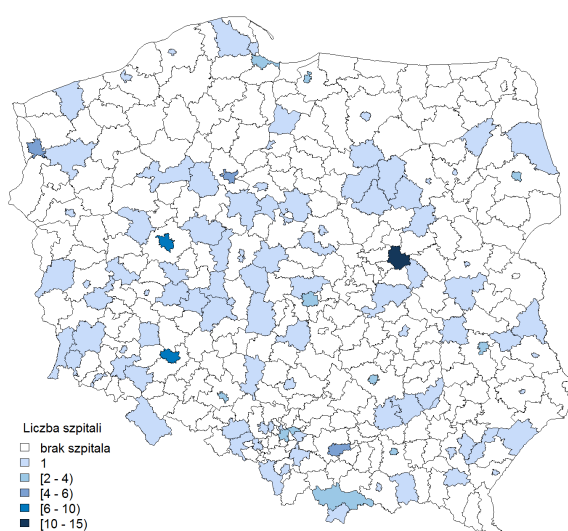 Liczba szpitali
brak szpitala
1
[2 - 4)
[4 - 6)
[6 - 10)
[10 - 15)